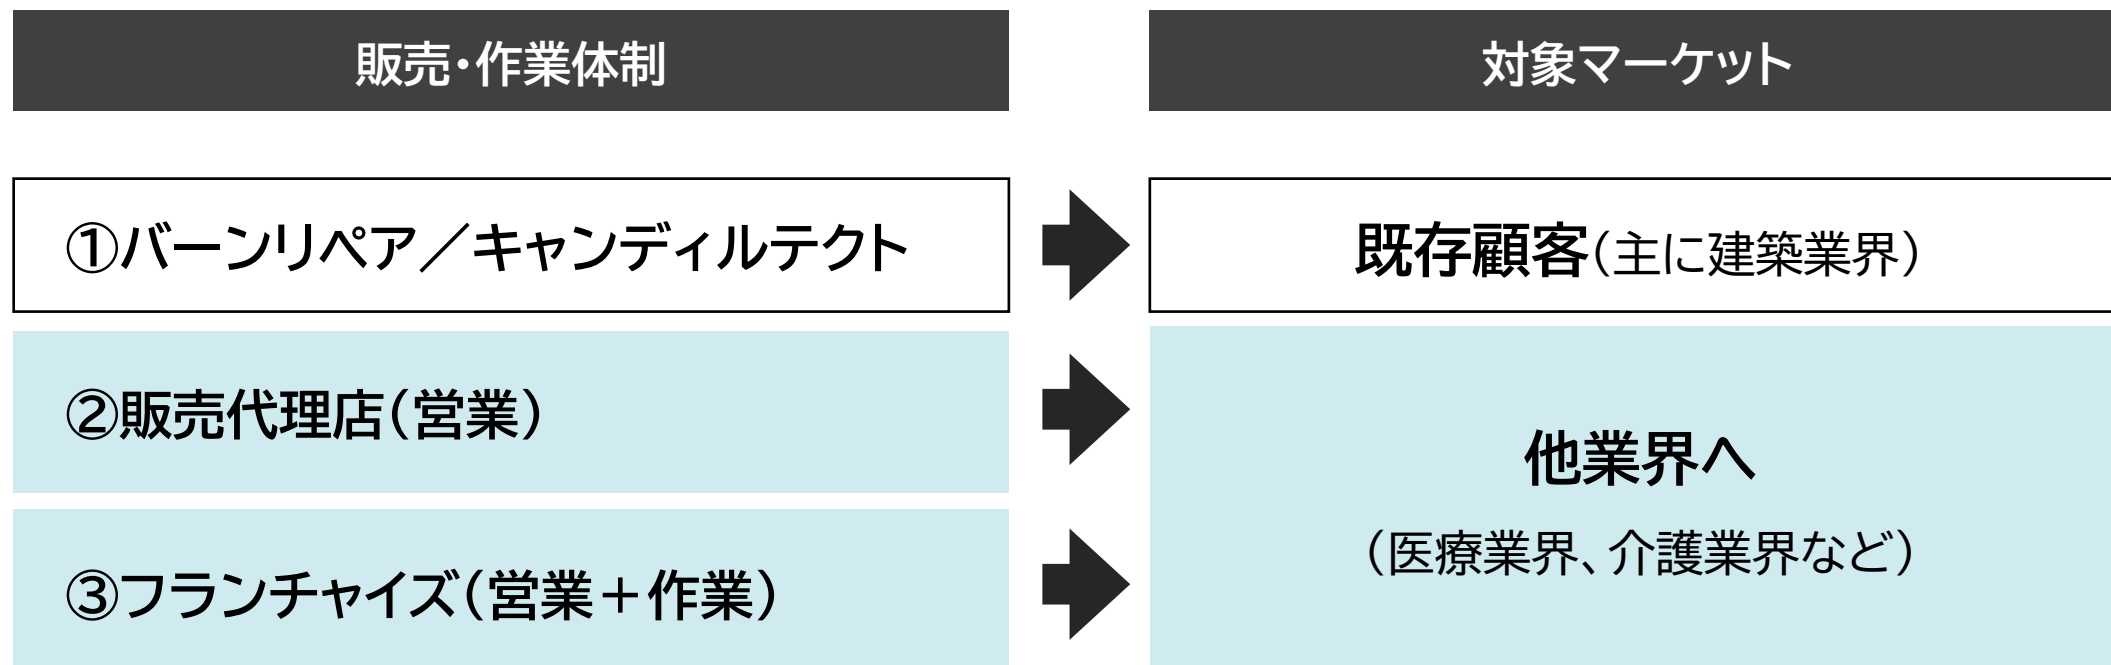 販売・作業体制
対象マーケット
①バーンリペア／キャンディルテクト
既存顧客（主に建築業界）
②販売代理店（営業）
③フランチャイズ（営業＋作業）
他業界へ
（医療業界、介護業界など）